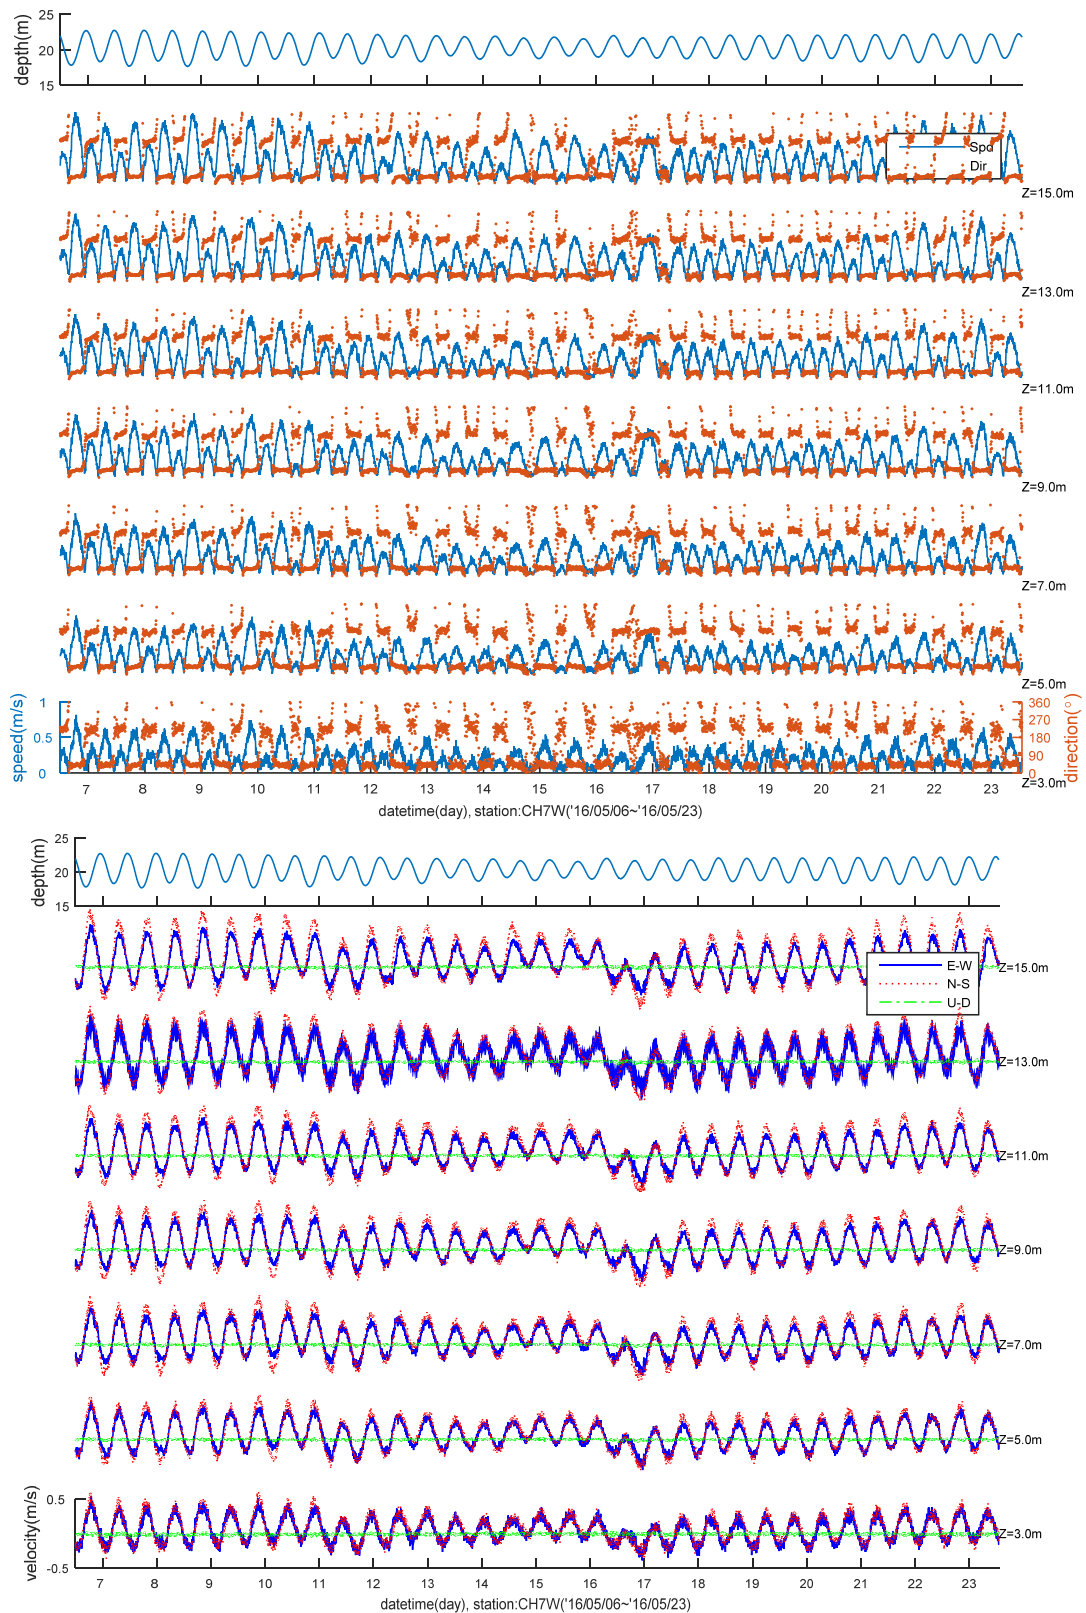 25
20
15
depth(m)
Spd
Dir
Z=15.0m
Z=13.0m
Z=11.0m
Z=9.0m
Z=7.0m
Z=5.0m
1
0.5
0
speed(m/s)
360
270
180
90
0
direction(°)
Z=3.0m
7 8 9 10 11 12 13 14 15 16 17 18 19 20 21 22 23
datetime(day), station:CH7W('16/05/06~'16/05/23)
25
20
15
depth(m)
E-W
N-S
U-D
Z=15.0m
Z=13.0m
Z=11.0m
Z=9.0m
Z=7.0m
Z=5.0m
0.5
-0.5
velocity(m/s)
Z=3.0m
7 8 9 10 11 12 13 14 15 16 17 18 19 20 21 22 23
datetime(day), station:CH7W('16/05/06~'16/05/23)